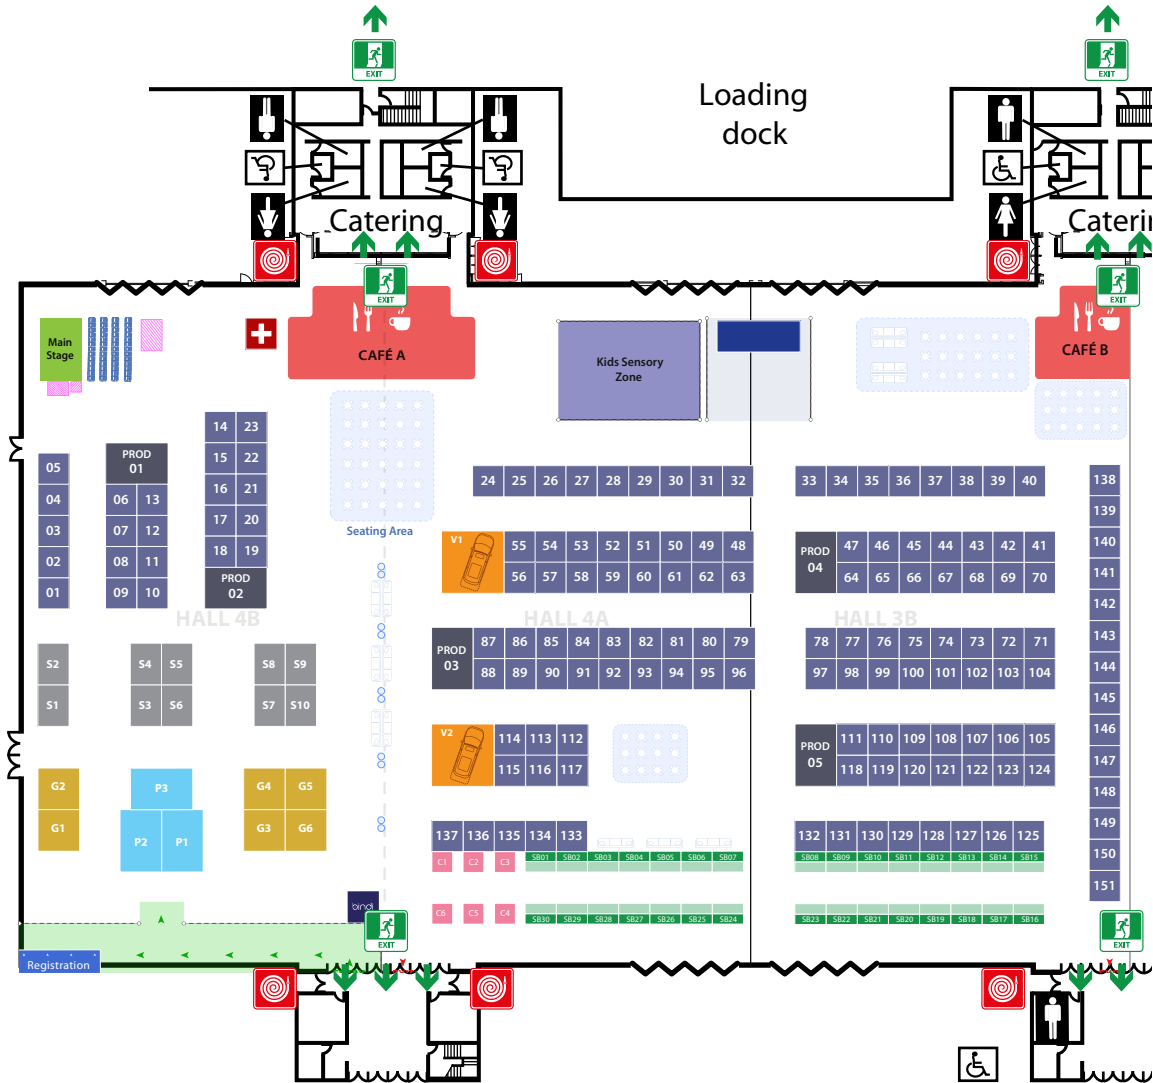 EXIT
EXIT
Loading
dock
Catering
Caterin
EXIT
EXIT
Main
Stage
CAFÉ A
Kids Sensory
Zone
CAFÉ B
14 23
15 22
16 21
17 20
18 19
PROD
02
PROD
01
06 13
07 12
08 11
09 10
05
04
03
02
01
Seating Area
24 25 26 27 28 29 30 31 32
33 34 35 36 37 38 39 40
V1
55 54 53 52 51 50 49 48
56 57 58 59 60 61 62 63
PROD
04
47 46 45 44 43 42 41
64 65 66 67 68 69 70
HALL 4B
HALL 4A
HALL 3B
PROD
03
87 86 85 84 83 82 81 80 79
88 89 90 91 92 93 94 95 96
78 77 76 75 74 73 72 71
97 98 99 100 101 102 103 104
138
139
140
141
142
143
144
145
146
147
148
149
150
151
S2
S1
S4 S5
S3 S6
S8 S9
S7 S10
V2
114 113 112
115 116 117
PROD
05
111 110 109 108 107 106 105
118 119 120 121 122 123 124
G2
G1
P3
P2 P1
G4 G5
G3 G6
137 136 135 134 133
132 131 130 129 128 127 126 125
C1 C2 C3
SB01 SB02 SB03 SB04 SB05 SB06 SB07
SB08 SB09 SB10 SB11 SB12 SB13 SB14 SB15
C6 C5 C4
SB30 SB29 SB28 SB27 SB26 SB25 SB24
SB23 SB22 SB21 SB20 SB19 SB18 SB17 SB16
bindi
EXIT
EXIT
Registration